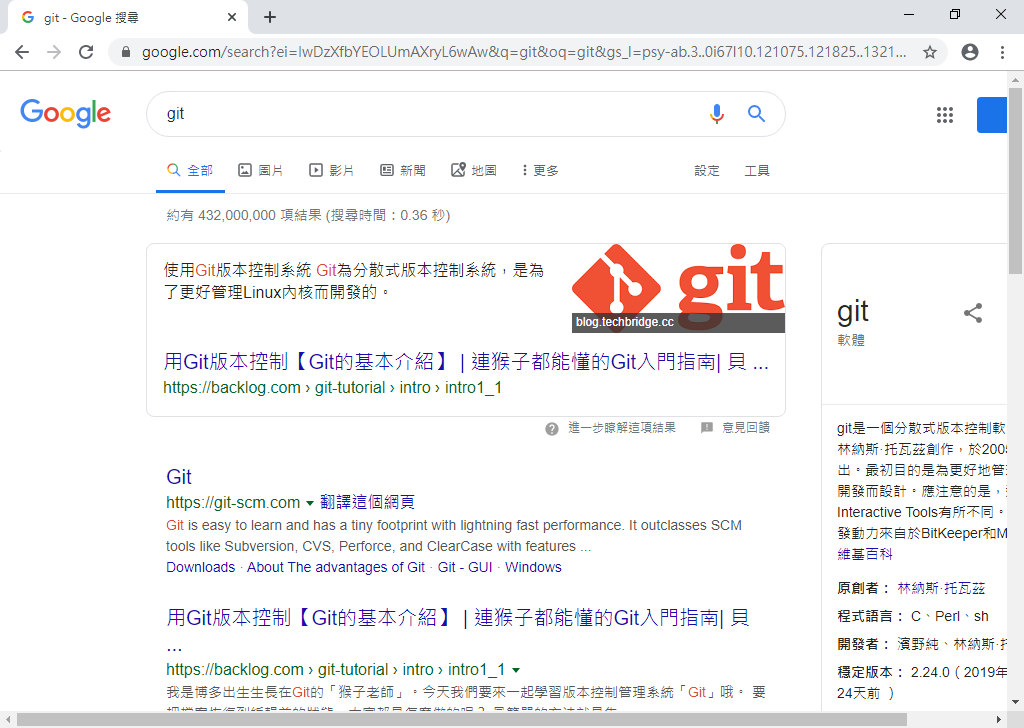 git - Google 搜尋
google.com/search?ei=IwDzXfbYEOLUmAXryL6wAw&q=git&oq=git&gs_l=psy-ab.3..0i67l10.121075.121825..1321...
Google
git
全部 圖片 影片 新聞 地圖 更多 設定 工具
約有 432,000,000 項結果 (搜尋時間：0.36 秒)
使用Git版本控制系統 Git為分散式版本控制系統，是為
了更好管理Linux內核而開發的。
git
blog.techbridge.cc
用Git版本控制【Git的基本介紹】 | 連猴子都能懂的Git入門指南| 貝 ...
https://backlog.com › git-tutorial › intro › intro1_1
進一步瞭解這項結果 意見回饋
Git
https://git-scm.com 翻譯這個網頁
Git is easy to learn and has a tiny footprint with lightning fast performance. It outclasses SCM
tools like Subversion, CVS, Perforce, and ClearCase with features ...
Downloads · About The advantages of Git · Git - GUI · Windows
用Git版本控制【Git的基本介紹】 | 連猴子都能懂的Git入門指南| 貝
...
https://backlog.com › git-tutorial › intro › intro1_1
我是博多出生生長在Git的「猴子老師」。今天我們要來一起學習版本控制管理系統「Git」哦。 要
git
軟體
git是一個分散式版本控制軟
林納斯·托瓦茲創作，於2005
出。最初目的是為更好地管
開發而設計。應注意的是，
Interactive Tools有所不同。
發動力來自於BitKeeper和M
維基百科
原創者： 林納斯·托瓦茲
程式語言： C、Perl、sh
開發者： 濱野純、林納斯·托
穩定版本： 2.24.0（2019年
24天前 ）